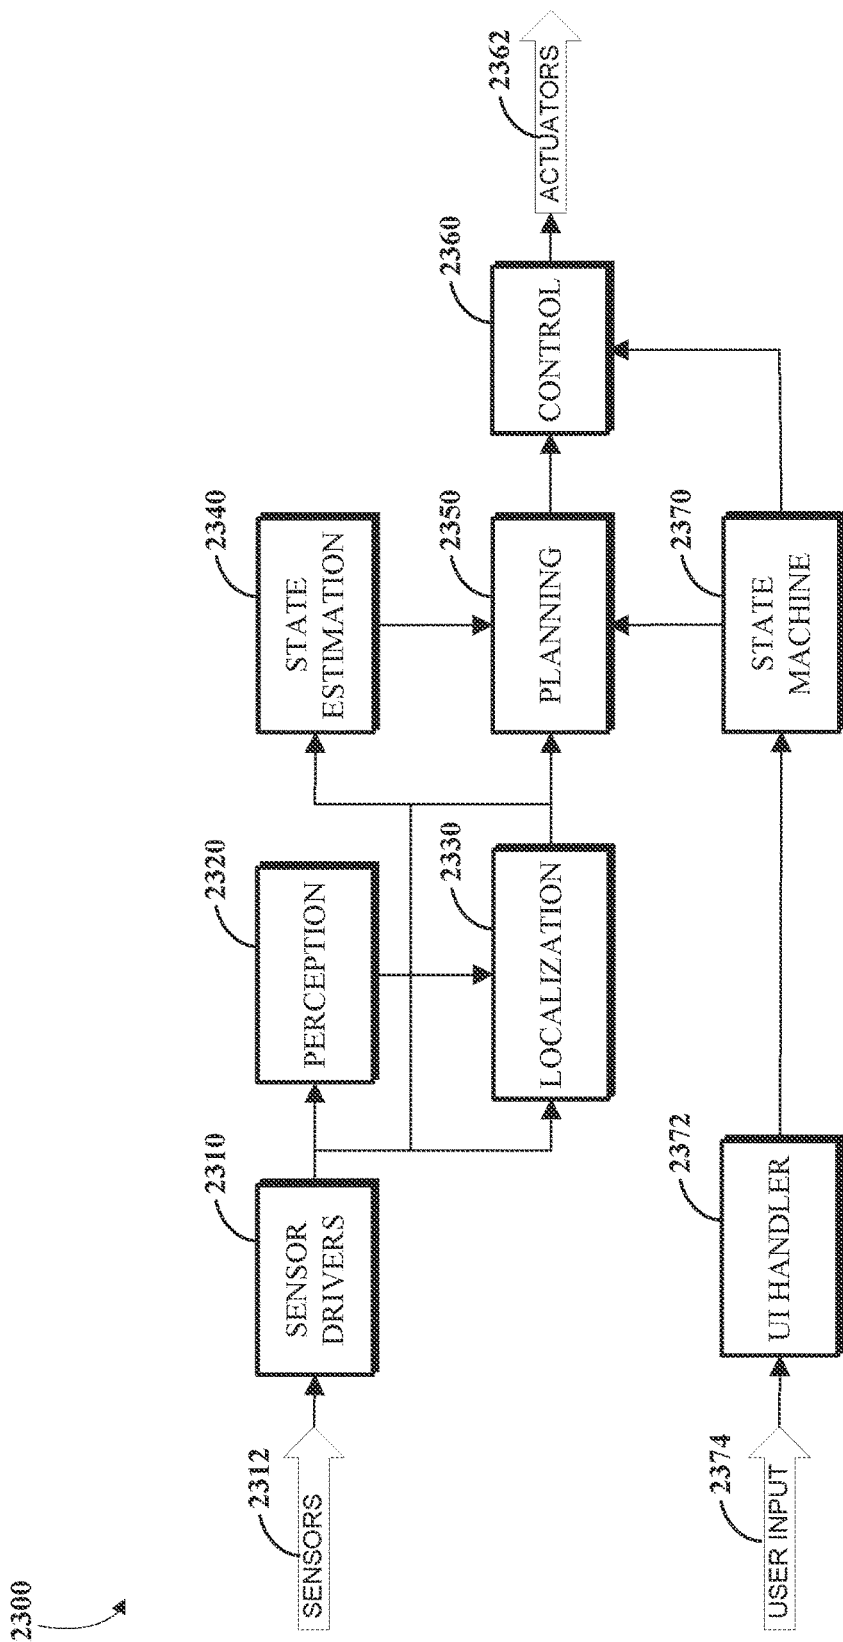 2300
2312
SENSORS
2310
SENSOR
DRIVERS
2320
PERCEPTION
2340
STATE
ESTIMATION
2330
LOCALIZATION
2350
PLANNING
2360
CONTROL
2362
ACTUATORS
2374
USER INPUT
2372
UI HANDLER
2370
STATE
MACHINE